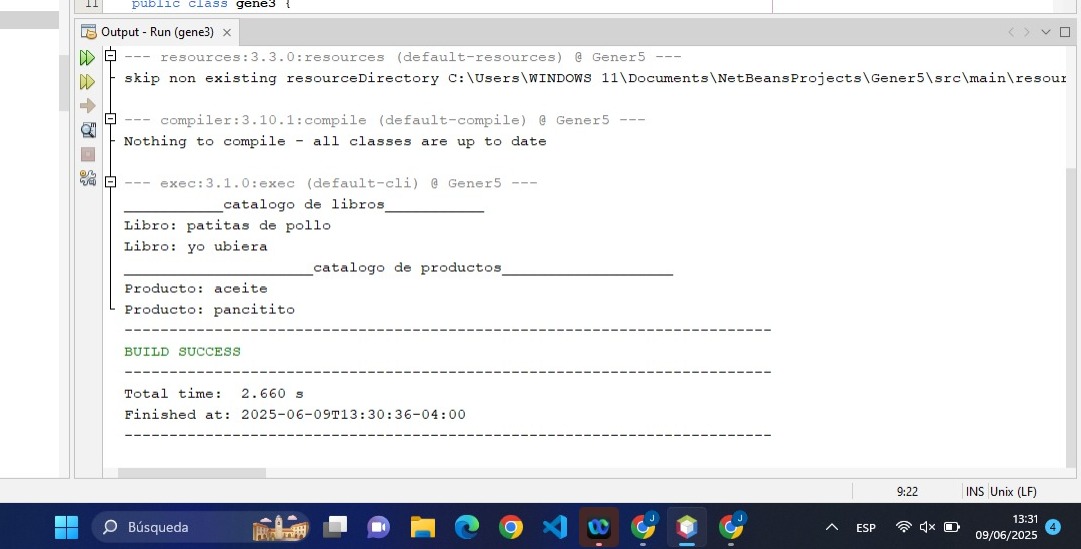 11 public class gene3 {
Output - Run (gene3) ×
--- resources:3.3.0:resources (default-resources) @ Gener5 ---
skip non existing resourceDirectory C:\Users\WINDOWS 11\Documents\NetBeansProjects\Gener5\src\main\resour
--- compiler:3.10.1:compile (default-compile) @ Gener5 ---
Nothing to compile - all classes are up to date
--- exec:3.1.0:exec (default-cli) @ Gener5 ---
___________catalogo de libros___________
Libro: patitas de pollo
Libro: yo ubiera
_____________________catalogo de productos___________________
Producto: aceite
Producto: pancitito
------------------------------------------------------------------------
BUILD SUCCESS
------------------------------------------------------------------------
Total time:  2.660 s
Finished at: 2025-06-09T13:30:36-04:00
------------------------------------------------------------------------
9:22 INS Unix (LF)
Búsqueda
ESP
13:31
09/06/2025
4